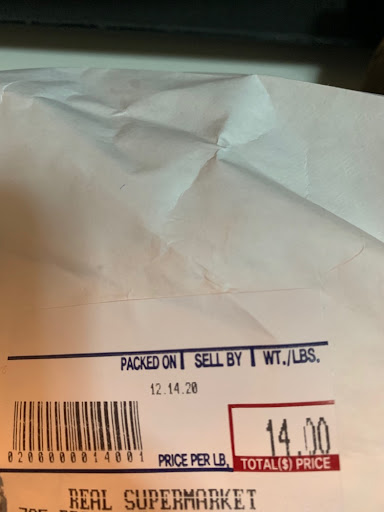 PACKED ON SELL BY WT./LBS.
12.14.20
14.00
0200000014001 PRICE PER LB. TOTAL($) PRICE
REAL SUPERMARKET